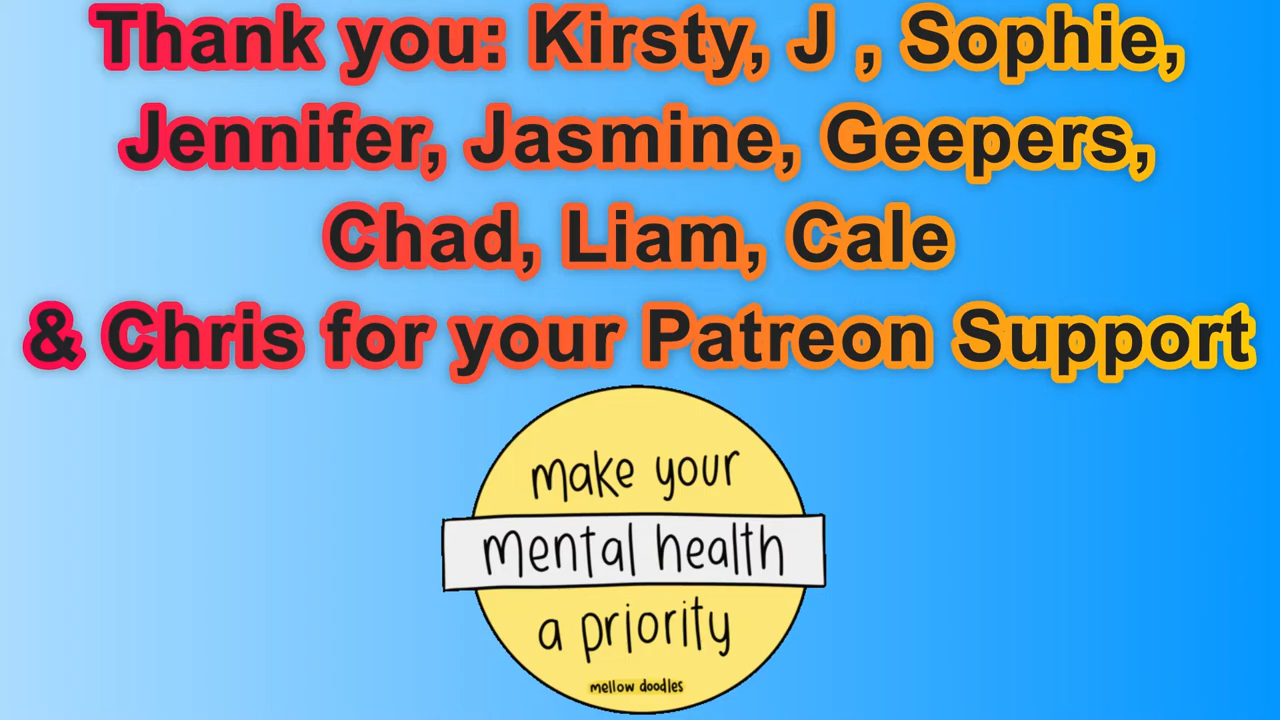 Thank you: Kirsty, J , Sophie,
Jennifer, Jasmine, Geepers,
Chad, Liam, Cale
& Chris for your Patreon Support
make your
mental health
a priority
mellow doodles